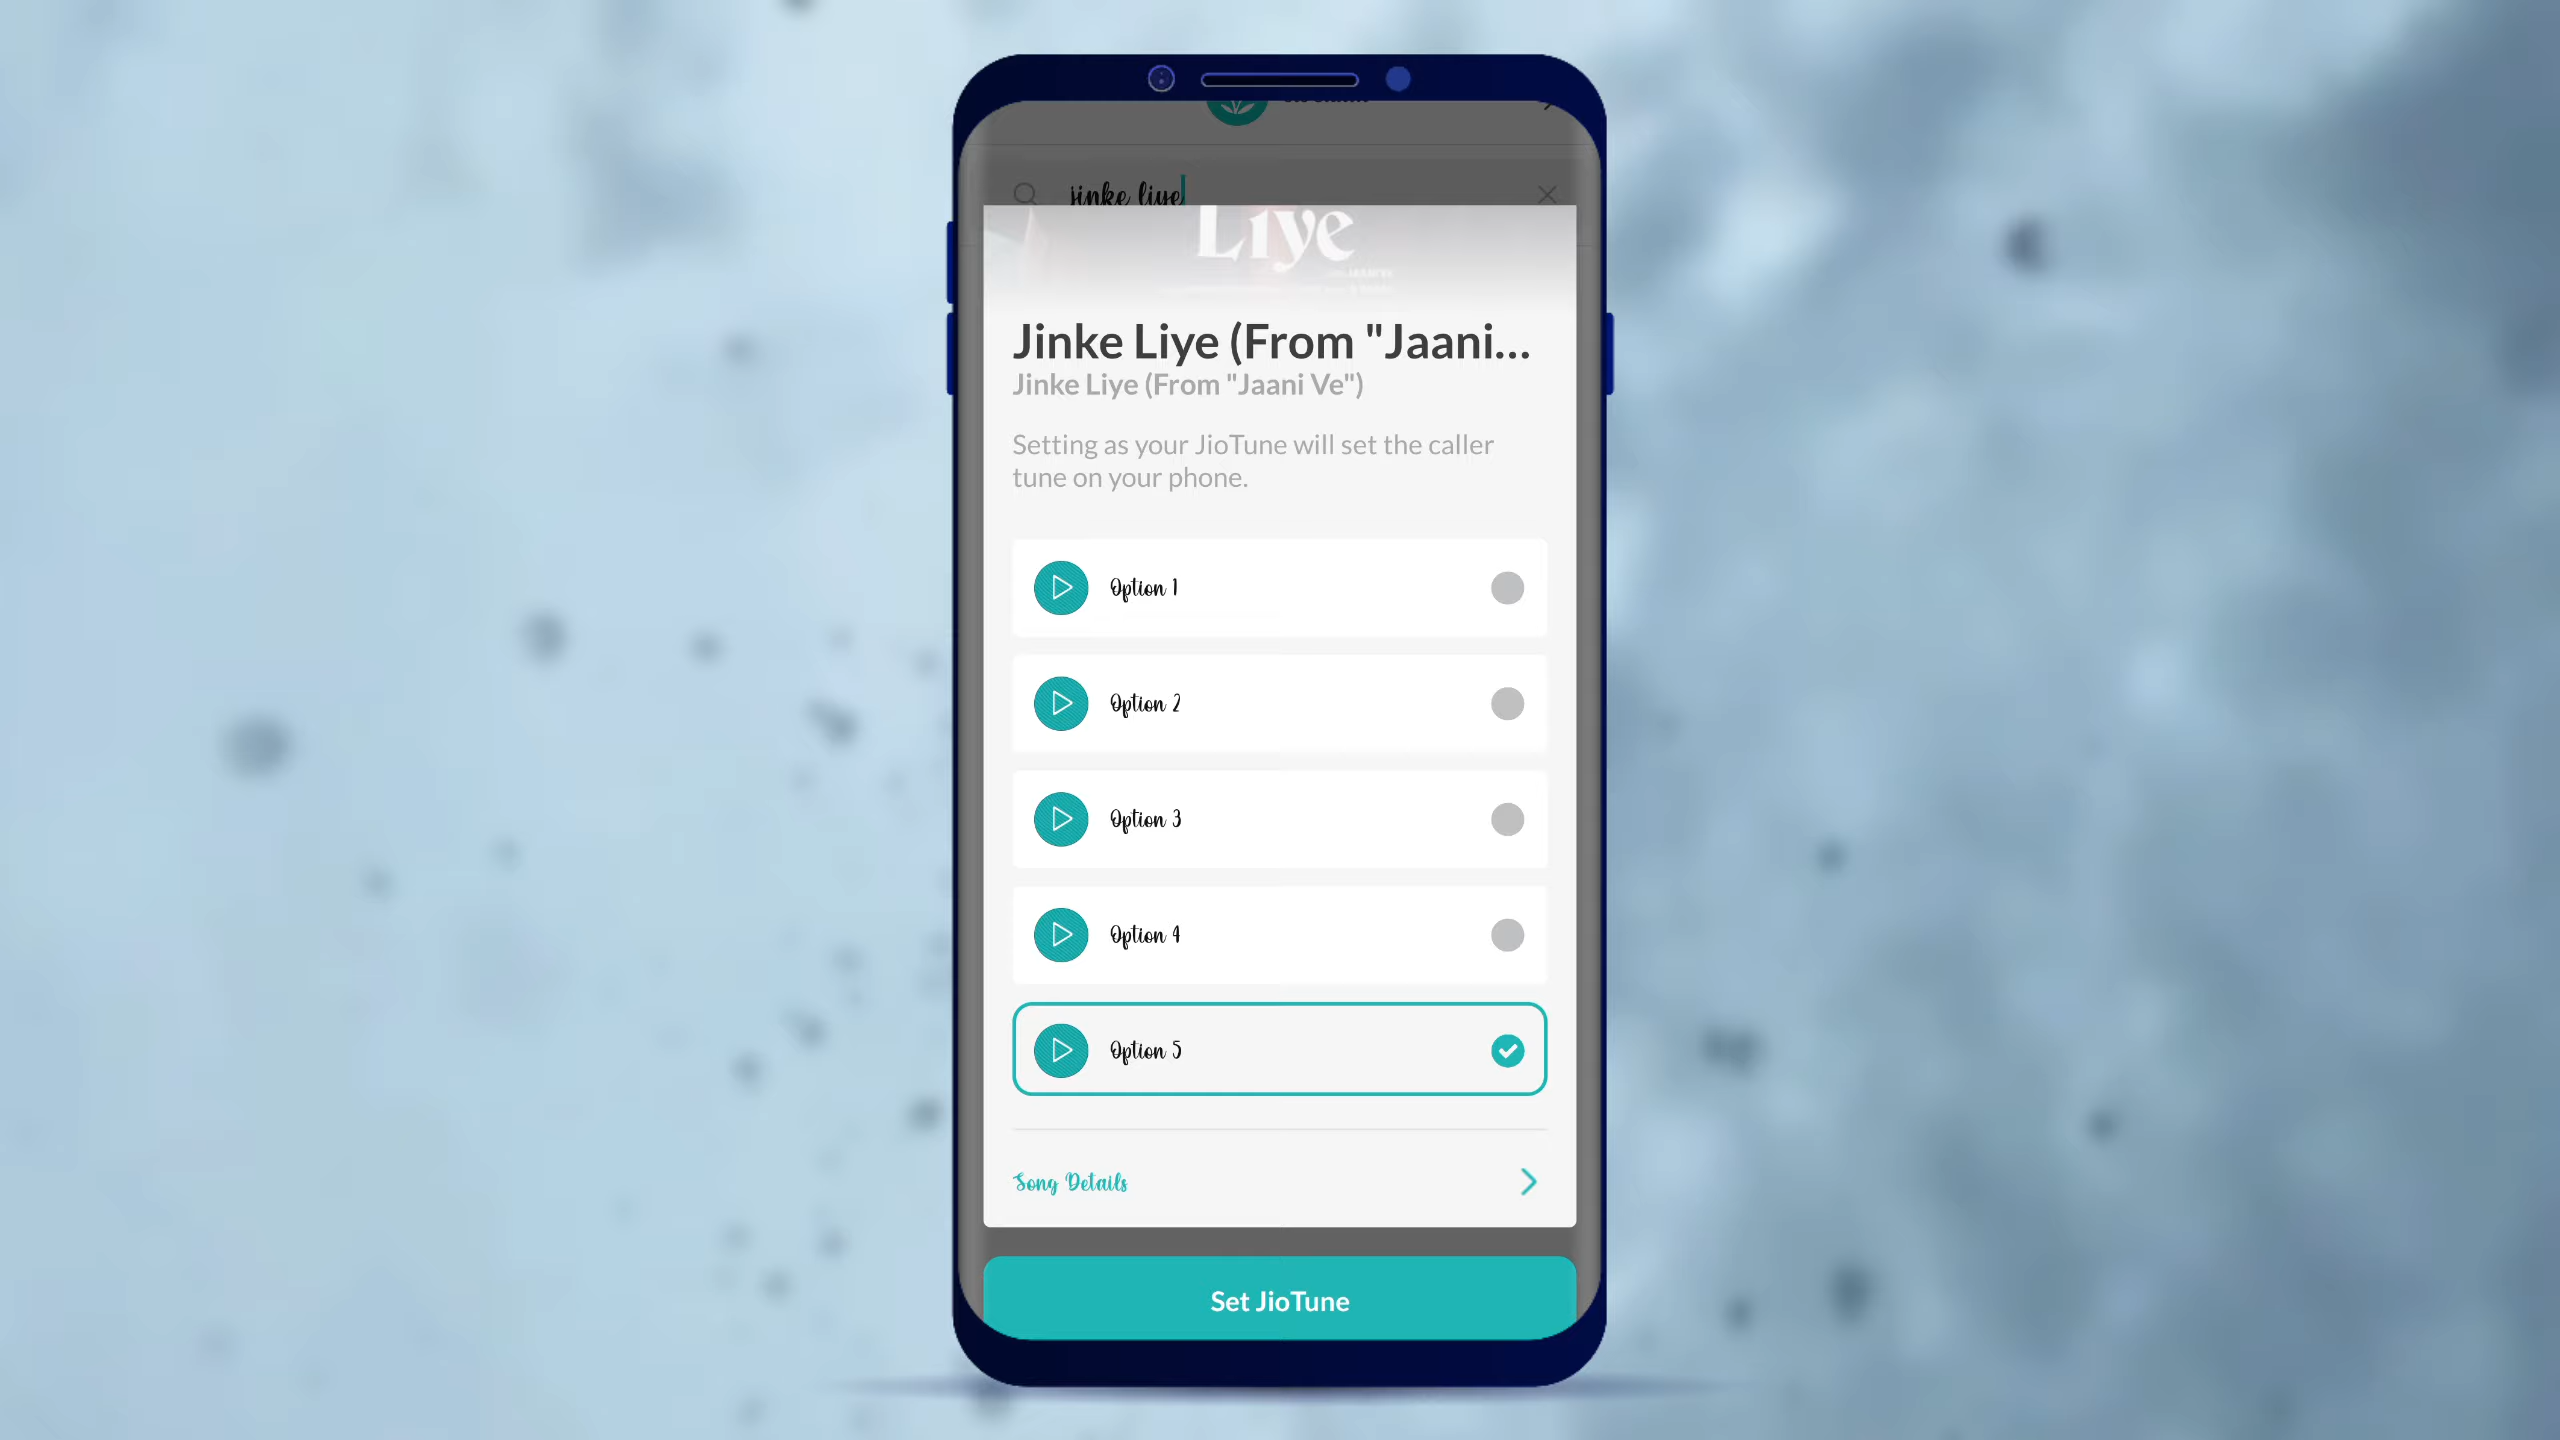 jinke liye
Liye
Jinke Liye (From "Jaani...
Jinke Liye (From "Jaani Ve")
Setting as your JioTune will set the caller
tune on your phone.
Option 1
Option 2
Option 3
Option 4
Option 5
Song Details
Set JioTune